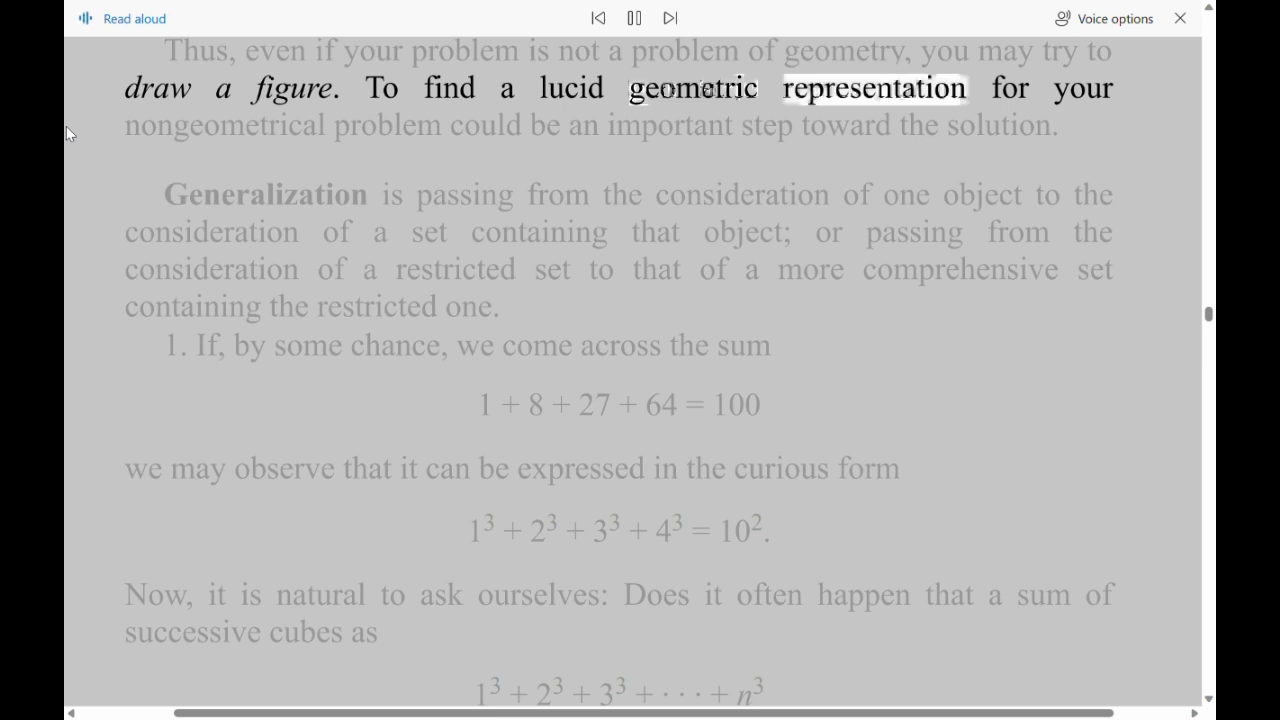 Read aloud
Voice options
Thus, even if your problem is not a problem of geometry, you may try to
draw a figure. To find a lucid geometric representation for your
nongeometrical problem could be an important step toward the solution.
Generalization is passing from the consideration of one object to the
consideration of a set containing that object; or passing from the
consideration of a restricted set to that of a more comprehensive set
containing the restricted one.
1. If, by some chance, we come across the sum
1 + 8 + 27 + 64 = 100
we may observe that it can be expressed in the curious form
1³ + 2³ + 3³ + 4³ = 10².
Now, it is natural to ask ourselves: Does it often happen that a sum of
successive cubes as
1³ + 2³ + 3³ + · · · + n³